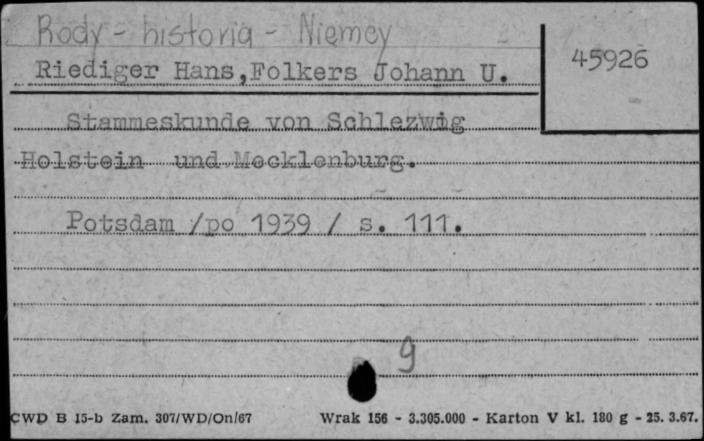 Rody - historia - Niemcy
45926
Riediger Hans,Folkers Johann U.
Stammeskunde von Schlezwig
Holstein und Mecklenburg.
Potsdam /po 1939 / s. 111.
9
CWD B 15-b Zam. 307/WD/On/67 Wrak 156 - 3.305.000 - Karton V kl. 180 g - 25. 3.67.